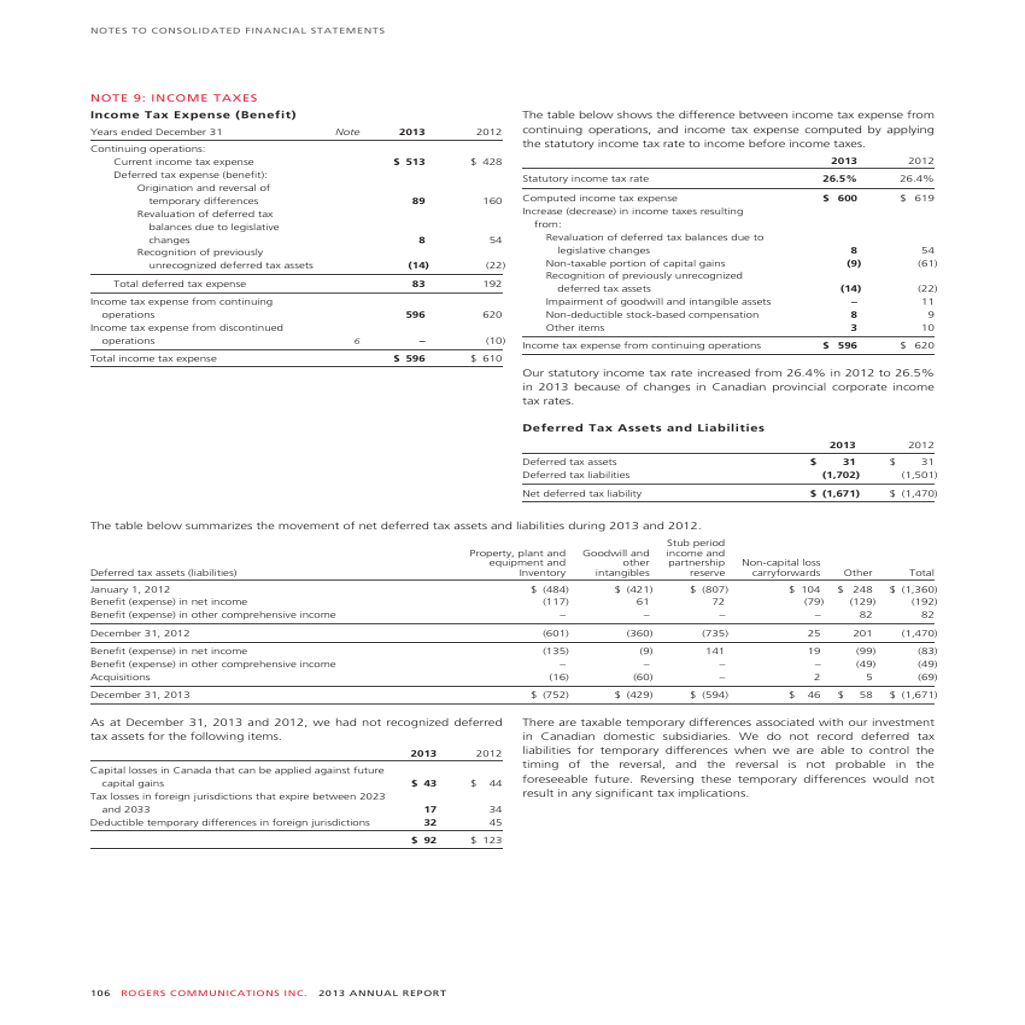 NOTES TO CONSOLIDATED FINANCIAL STATEMENTS
NOTE 9: INCOME TAXES
Income Tax Expense (Benefit)
Years ended December 31 Note 2013 2012
Continuing operations:
Current income tax expense $ 513 $ 428
Deferred tax expense (benefit):
Origination and reversal of
temporary differences 89 160
Revaluation of deferred tax
balances due to legislative
changes 8 54
Recognition of previously
unrecognized deferred tax assets (14) (22)
Total deferred tax expense 83 192
Income tax expense from continuing
operations 596 620
Income tax expense from discontinued
operations 6 – (10)
Total income tax expense $ 596 $ 610
The table below shows the difference between income tax expense from
continuing operations, and income tax expense computed by applying
the statutory income tax rate to income before income taxes.
2013 2012
Statutory income tax rate 26.5% 26.4%
Computed income tax expense $ 600 $ 619
Increase (decrease) in income taxes resulting
from:
Revaluation of deferred tax balances due to
legislative changes 8 54
Non-taxable portion of capital gains (9) (61)
Recognition of previously unrecognized
deferred tax assets (14) (22)
Impairment of goodwill and intangible assets – 11
Non-deductible stock-based compensation 8 9
Other items 3 10
Income tax expense from continuing operations $ 596 $ 620
Our statutory income tax rate increased from 26.4% in 2012 to 26.5%
in 2013 because of changes in Canadian provincial corporate income
tax rates.
Deferred Tax Assets and Liabilities
2013 2012
Deferred tax assets $ 31 $ 31
Deferred tax liabilities (1,702) (1,501)
Net deferred tax liability $ (1,671) $ (1,470)
The table below summarizes the movement of net deferred tax assets and liabilities during 2013 and 2012.
Stub period
Property, plant and Goodwill and income and
equipment and other partnership Non-capital loss
Deferred tax assets (liabilities) Inventory intangibles reserve carryforwards Other Total
January 1, 2012 $ (484) $ (421) $ (807) $ 104 $ 248 $ (1,360)
Benefit (expense) in net income (117) 61 72 (79) (129) (192)
Benefit (expense) in other comprehensive income – – – – 82 82
December 31, 2012 (601) (360) (735) 25 201 (1,470)
Benefit (expense) in net income (135) (9) 141 19 (99) (83)
Benefit (expense) in other comprehensive income – – – – (49) (49)
Acquisitions (16) (60) – 2 5 (69)
December 31, 2013 $ (752) $ (429) $ (594) $ 46 $ 58 $ (1,671)
As at December 31, 2013 and 2012, we had not recognized deferred
tax assets for the following items.
2013 2012
Capital losses in Canada that can be applied against future
capital gains $ 43 $ 44
Tax losses in foreign jurisdictions that expire between 2023
and 2033 17 34
Deductible temporary differences in foreign jurisdictions 32 45
$ 92 $ 123
There are taxable temporary differences associated with our investment
in Canadian domestic subsidiaries. We do not record deferred tax
liabilities for temporary differences when we are able to control the
timing of the reversal, and the reversal is not probable in the
foreseeable future. Reversing these temporary differences would not
result in any significant tax implications.
106 ROGERS COMMUNICATIONS INC. 2013 ANNUAL REPORT